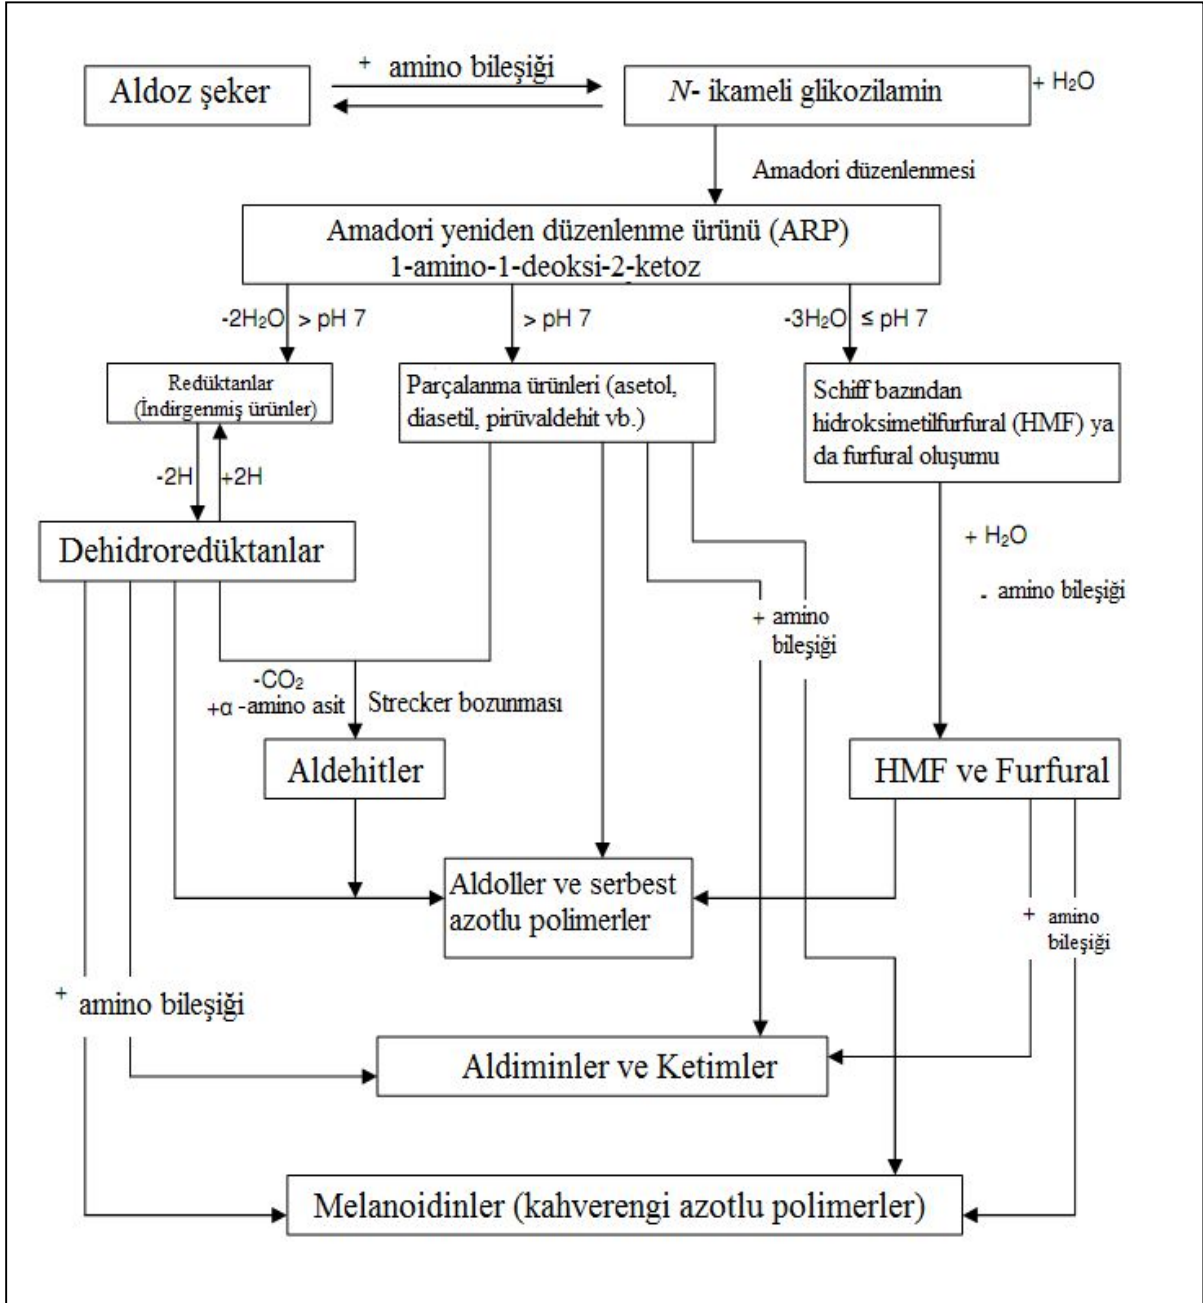 + amino bileşiği
Aldoz şeker
N- ikameli glikozilamin
+ H₂O
Amadori düzenlenmesi
Amadori yeniden düzenlenme ürünü (ARP)
1-amino-1-deoksi-2-ketoz
-2H₂O > pH 7
> pH 7
-3H₂O ≤ pH 7
Redüktanlar
(İndirgenmiş ürünler)
Parçalanma ürünleri (asetol,
diasetil, pirüvaldehit vb.)
Schiff bazından
hidroksimetilfurfural (HMF) ya
da furfural oluşumu
-2H +2H
Dehidroredüktanlar
+ H₂O
- amino bileşiği
+ amino
bileşiği
-CO₂
+α -amino asit
Strecker bozunması
Aldehitler
HMF ve Furfural
Aldoller ve serbest
azotlu polimerler
+ amino
bileşiği
+ amino bileşiği
Aldiminler ve Ketimler
Melanoidinler (kahverengi azotlu polimerler)